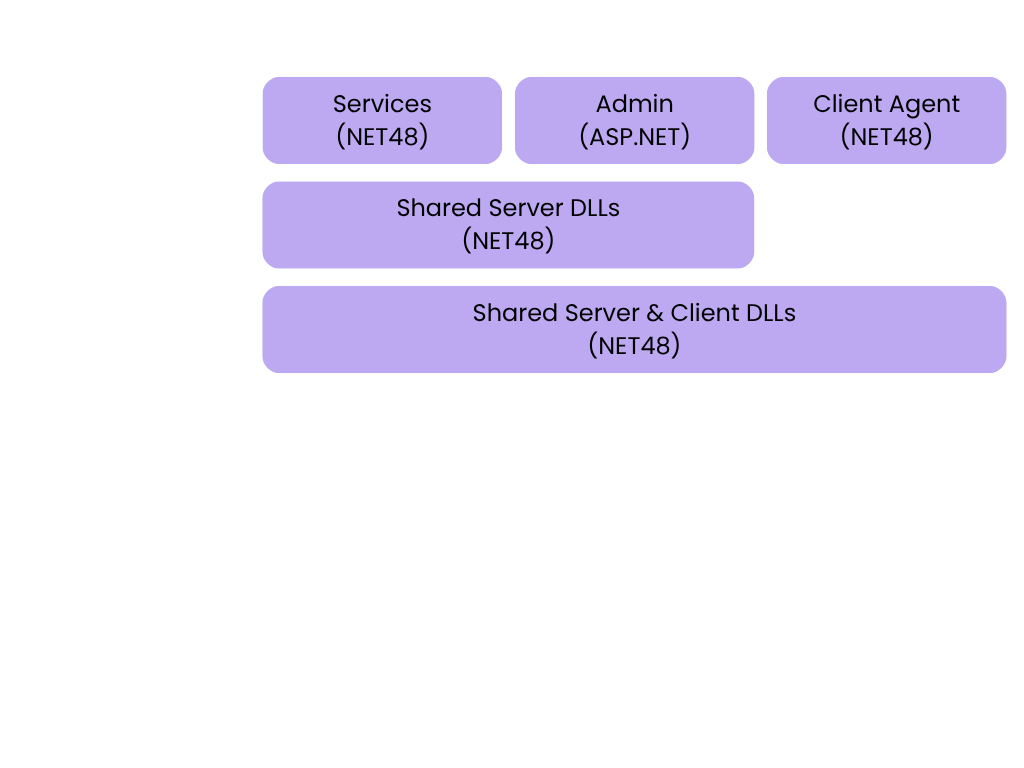 Services
(NET48)
Admin
(ASP.NET)
Client Agent
(NET48)
Shared Server DLLs
(NET48)
Shared Server & Client DLLs
(NET48)